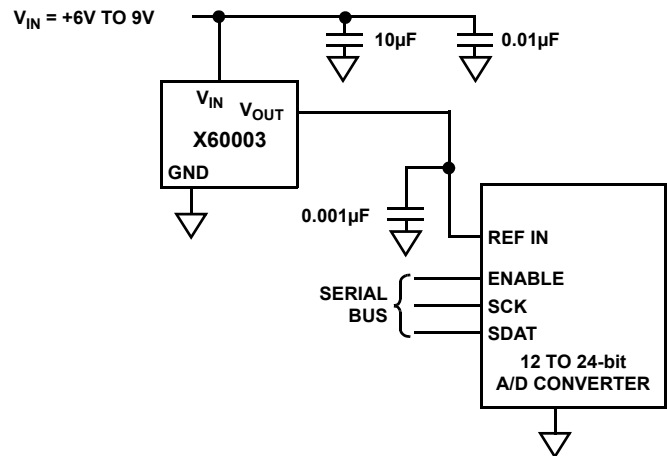 V_IN = +6V TO 9V
10µF
0.01µF
V_IN
V_OUT
X60003
GND
0.001µF
REF IN
SERIAL
BUS
ENABLE
SCK
SDAT
12 TO 24-bit
A/D CONVERTER